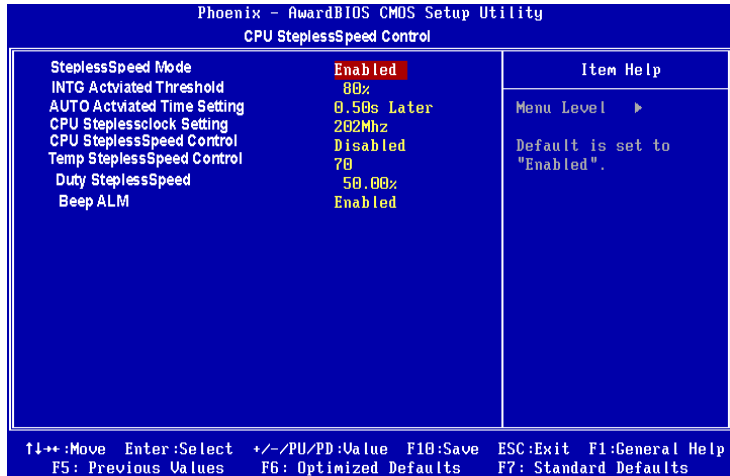 Phoenix - AwardBIOS CMOS Setup Utility
CPU SteplessSpeed Control
SteplessSpeed Mode Enabled
INTG Actviated Threshold 80%
AUTO Actviated Time Setting 0.50s Later
CPU Steplessclock Setting 202Mhz
CPU SteplessSpeed Control Disabled
Temp SteplessSpeed Control 70
Duty SteplessSpeed 50.00%
Beep ALM Enabled
Item Help
Menu Level ▶
Default is set to
"Enabled".
↑↓→←:Move Enter:Select +/-/PU/PD:Value F10:Save ESC:Exit F1:General Help
F5: Previous Values F6: Optimized Defaults F7: Standard Defaults